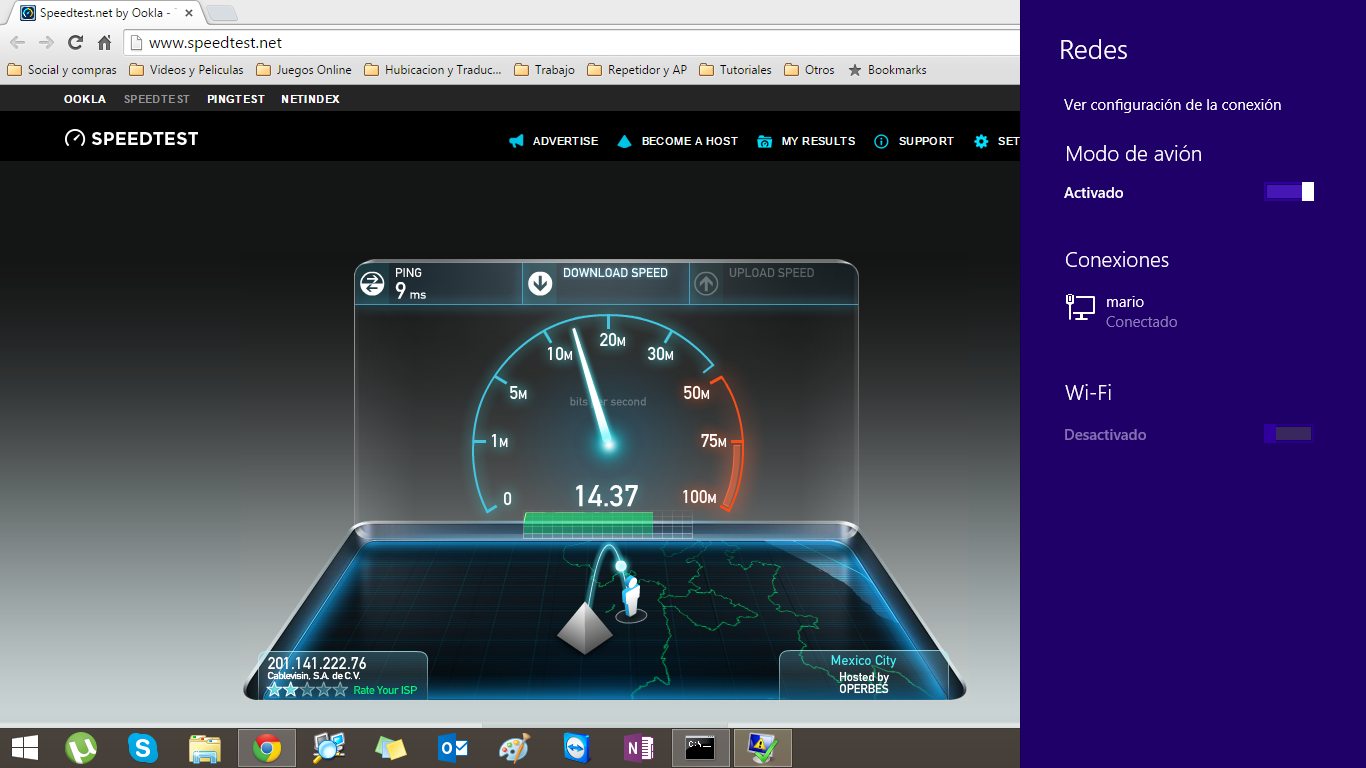 Speedtest.net by Ookla -
www.speedtest.net
Social y compras
Videos y Peliculas
Juegos Online
Hubicacion y Traduc...
Trabajo
Repetidor y AP
Tutoriales
Otros
Bookmarks
OOKLA
SPEEDTEST
PINGTEST
NETINDEX
SPEEDTEST
ADVERTISE
BECOME A HOST
MY RESULTS
SUPPORT
SET
PING
9 ms
DOWNLOAD SPEED
UPLOAD SPEED
20M
10M
30M
5M
50M
bits per second
1M
75M
0
14.37
100M
201.141.222.76
Cablevisin, S.A. de C.V.
Rate Your ISP
Mexico City
Hosted by
OPERBES
Redes
Ver configuración de la conexión
Modo de avión
Activado
Conexiones
mario
Conectado
Wi-Fi
Desactivado